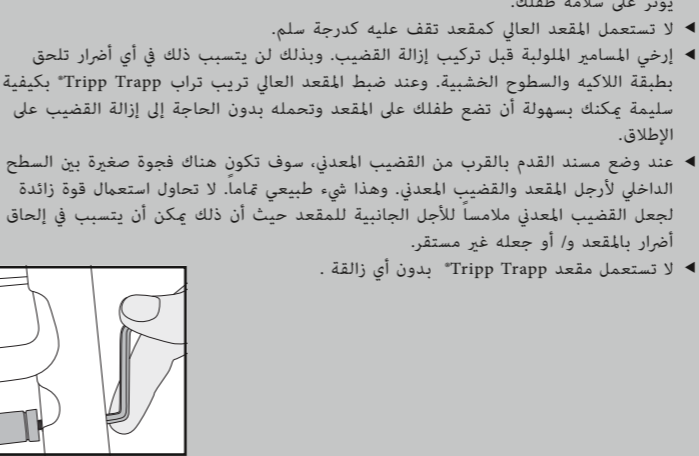 يؤثر على سلامة طفلك.
◄ لا تستعمل المقعد العالي كمقعد تقف عليه كدرجة سلم.
◄ إرخي المسامير الملولبة قبل تركيب إزالة القضيب. وبذلك لن يتسبب ذلك في أي أضرار تلحق
بطبقة اللاكيه والسطوح الخشبية. وعند ضبط المقعد العالي تريب تراب Tripp Trapp® بكيفية
سليمة يمكنك بسهولة أن تضع طفلك على المقعد وتحمله بدون الحاجة إلى إزالة القضيب على
الإطلاق.
◄ عند وضع مسند القدم بالقرب من القضيب المعدني، سوف تكون هناك فجوة صغيرة بين السطح
الداخلي لأرجل المقعد والقضيب المعدني. وهذا شيء طبيعي تماماً. لا تحاول استعمال قوة زائدة
لجعل القضيب المعدني ملامساً للأجل الجانبية للمقعد حيث أن ذلك يمكن أن يتسبب في إلحاق
أضرار بالمقعد و/ أو جعله غير مستقر.
◄ لا تستعمل مقعد Tripp Trapp® بدون أي زالقة .